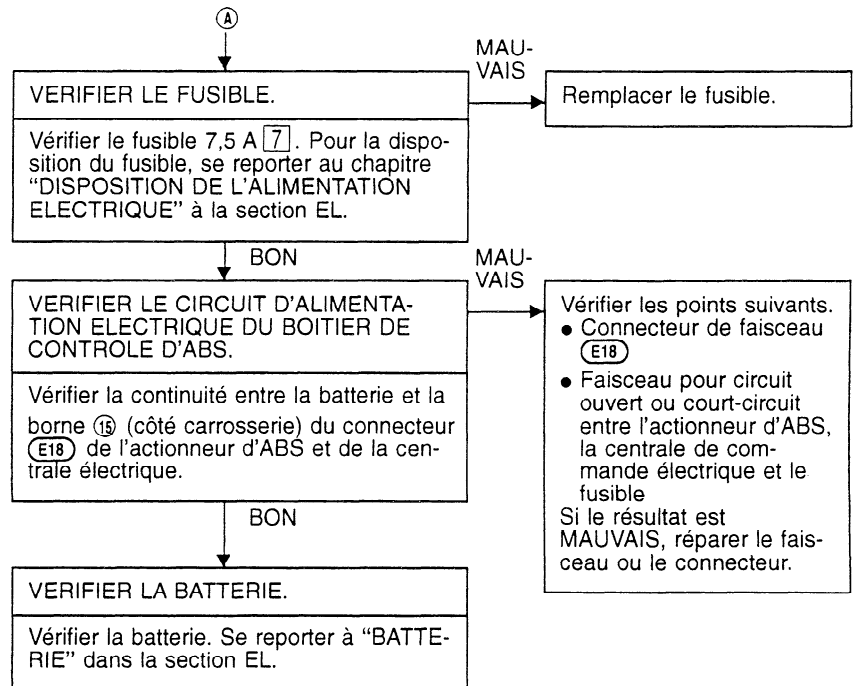 A
MAU-
VAIS
VERIFIER LE FUSIBLE.
Vérifier le fusible 7,5 A 7 . Pour la dispo-
sition du fusible, se reporter au chapitre
“DISPOSITION DE L’ALIMENTATION
ELECTRIQUE” à la section EL.
Remplacer le fusible.
BON
MAU-
VAIS
VERIFIER LE CIRCUIT D’ALIMENTA-
TION ELECTRIQUE DU BOITIER DE
CONTROLE D’ABS.
Vérifier la continuité entre la batterie et la
borne ⑮ (côté carrosserie) du connecteur
E18 de l’actionneur d’ABS et de la cen-
trale électrique.
Vérifier les points suivants.
● Connecteur de faisceau
E18
● Faisceau pour circuit
ouvert ou court-circuit
entre l’actionneur d’ABS,
la centrale de com-
mande électrique et le
fusible
Si le résultat est
MAUVAIS, réparer le fais-
ceau ou le connecteur.
BON
VERIFIER LA BATTERIE.
Vérifier la batterie. Se reporter à “BATTE-
RIE” dans la section EL.